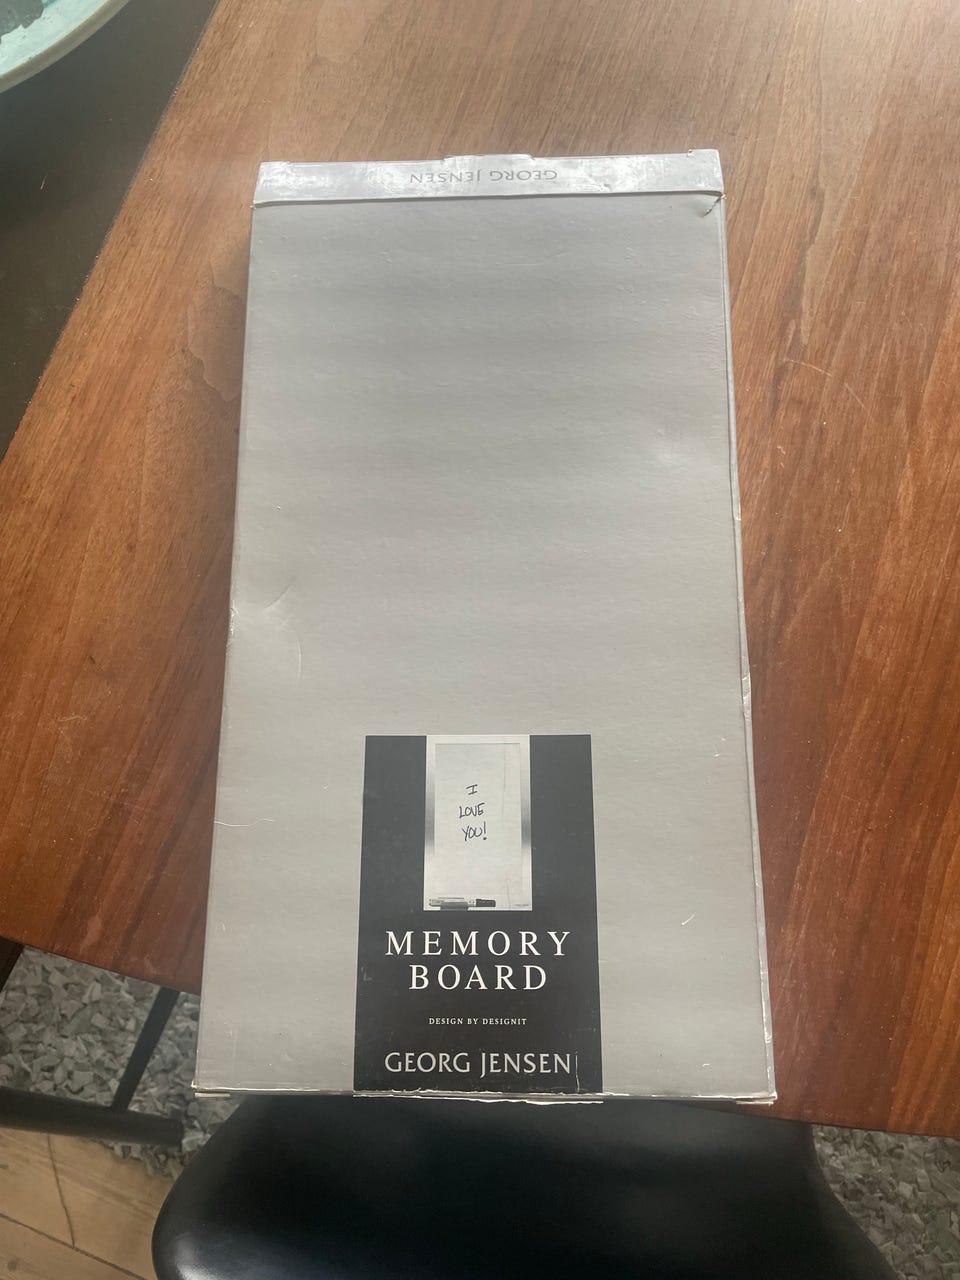 GEORG JENSEN
I
LOVE
YOU!
MEMORY
BOARD
DESIGN BY DESIGNIT
GEORG JENSEN